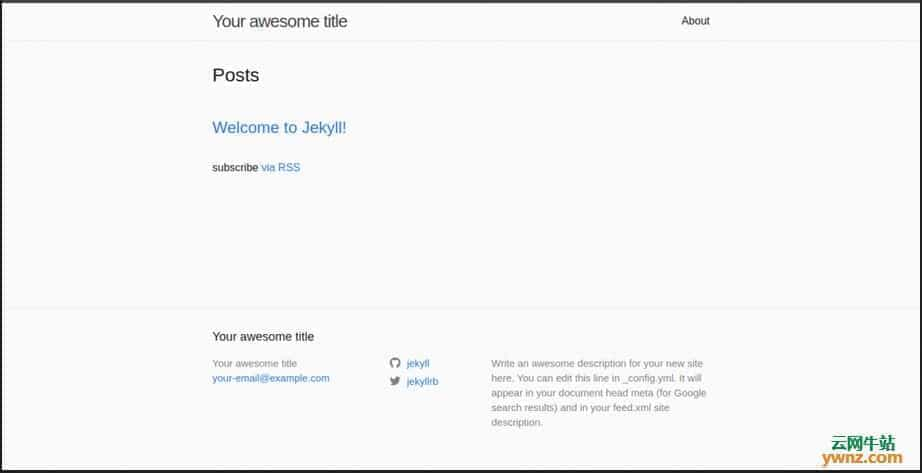 Your awesome title
About
Posts
Welcome to Jekyll!
subscribe via RSS
Your awesome title
Your awesome title
your-email@example.com
jekyll
jekyllrb
Write an awesome description for your new site
here. You can edit this line in _config.yml. It will
appear in your document head meta (for Google
search results) and in your feed.xml site
description.
云网牛站
ywnz.com